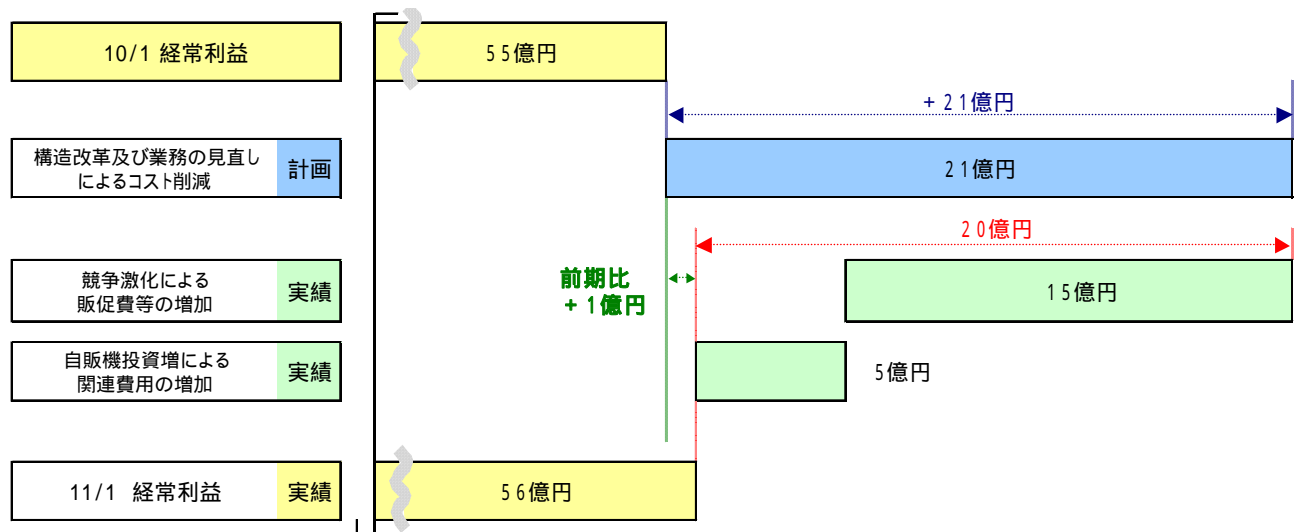 10/1 経常利益
55億円
+21億円
構造改革及び業務の見直し
によるコスト削減
計画
21億円
20億円
競争激化による
販促費等の増加
実績
前期比
+1億円
15億円
自販機投資増による
関連費用の増加
実績
5億円
11/1 経常利益
実績
56億円